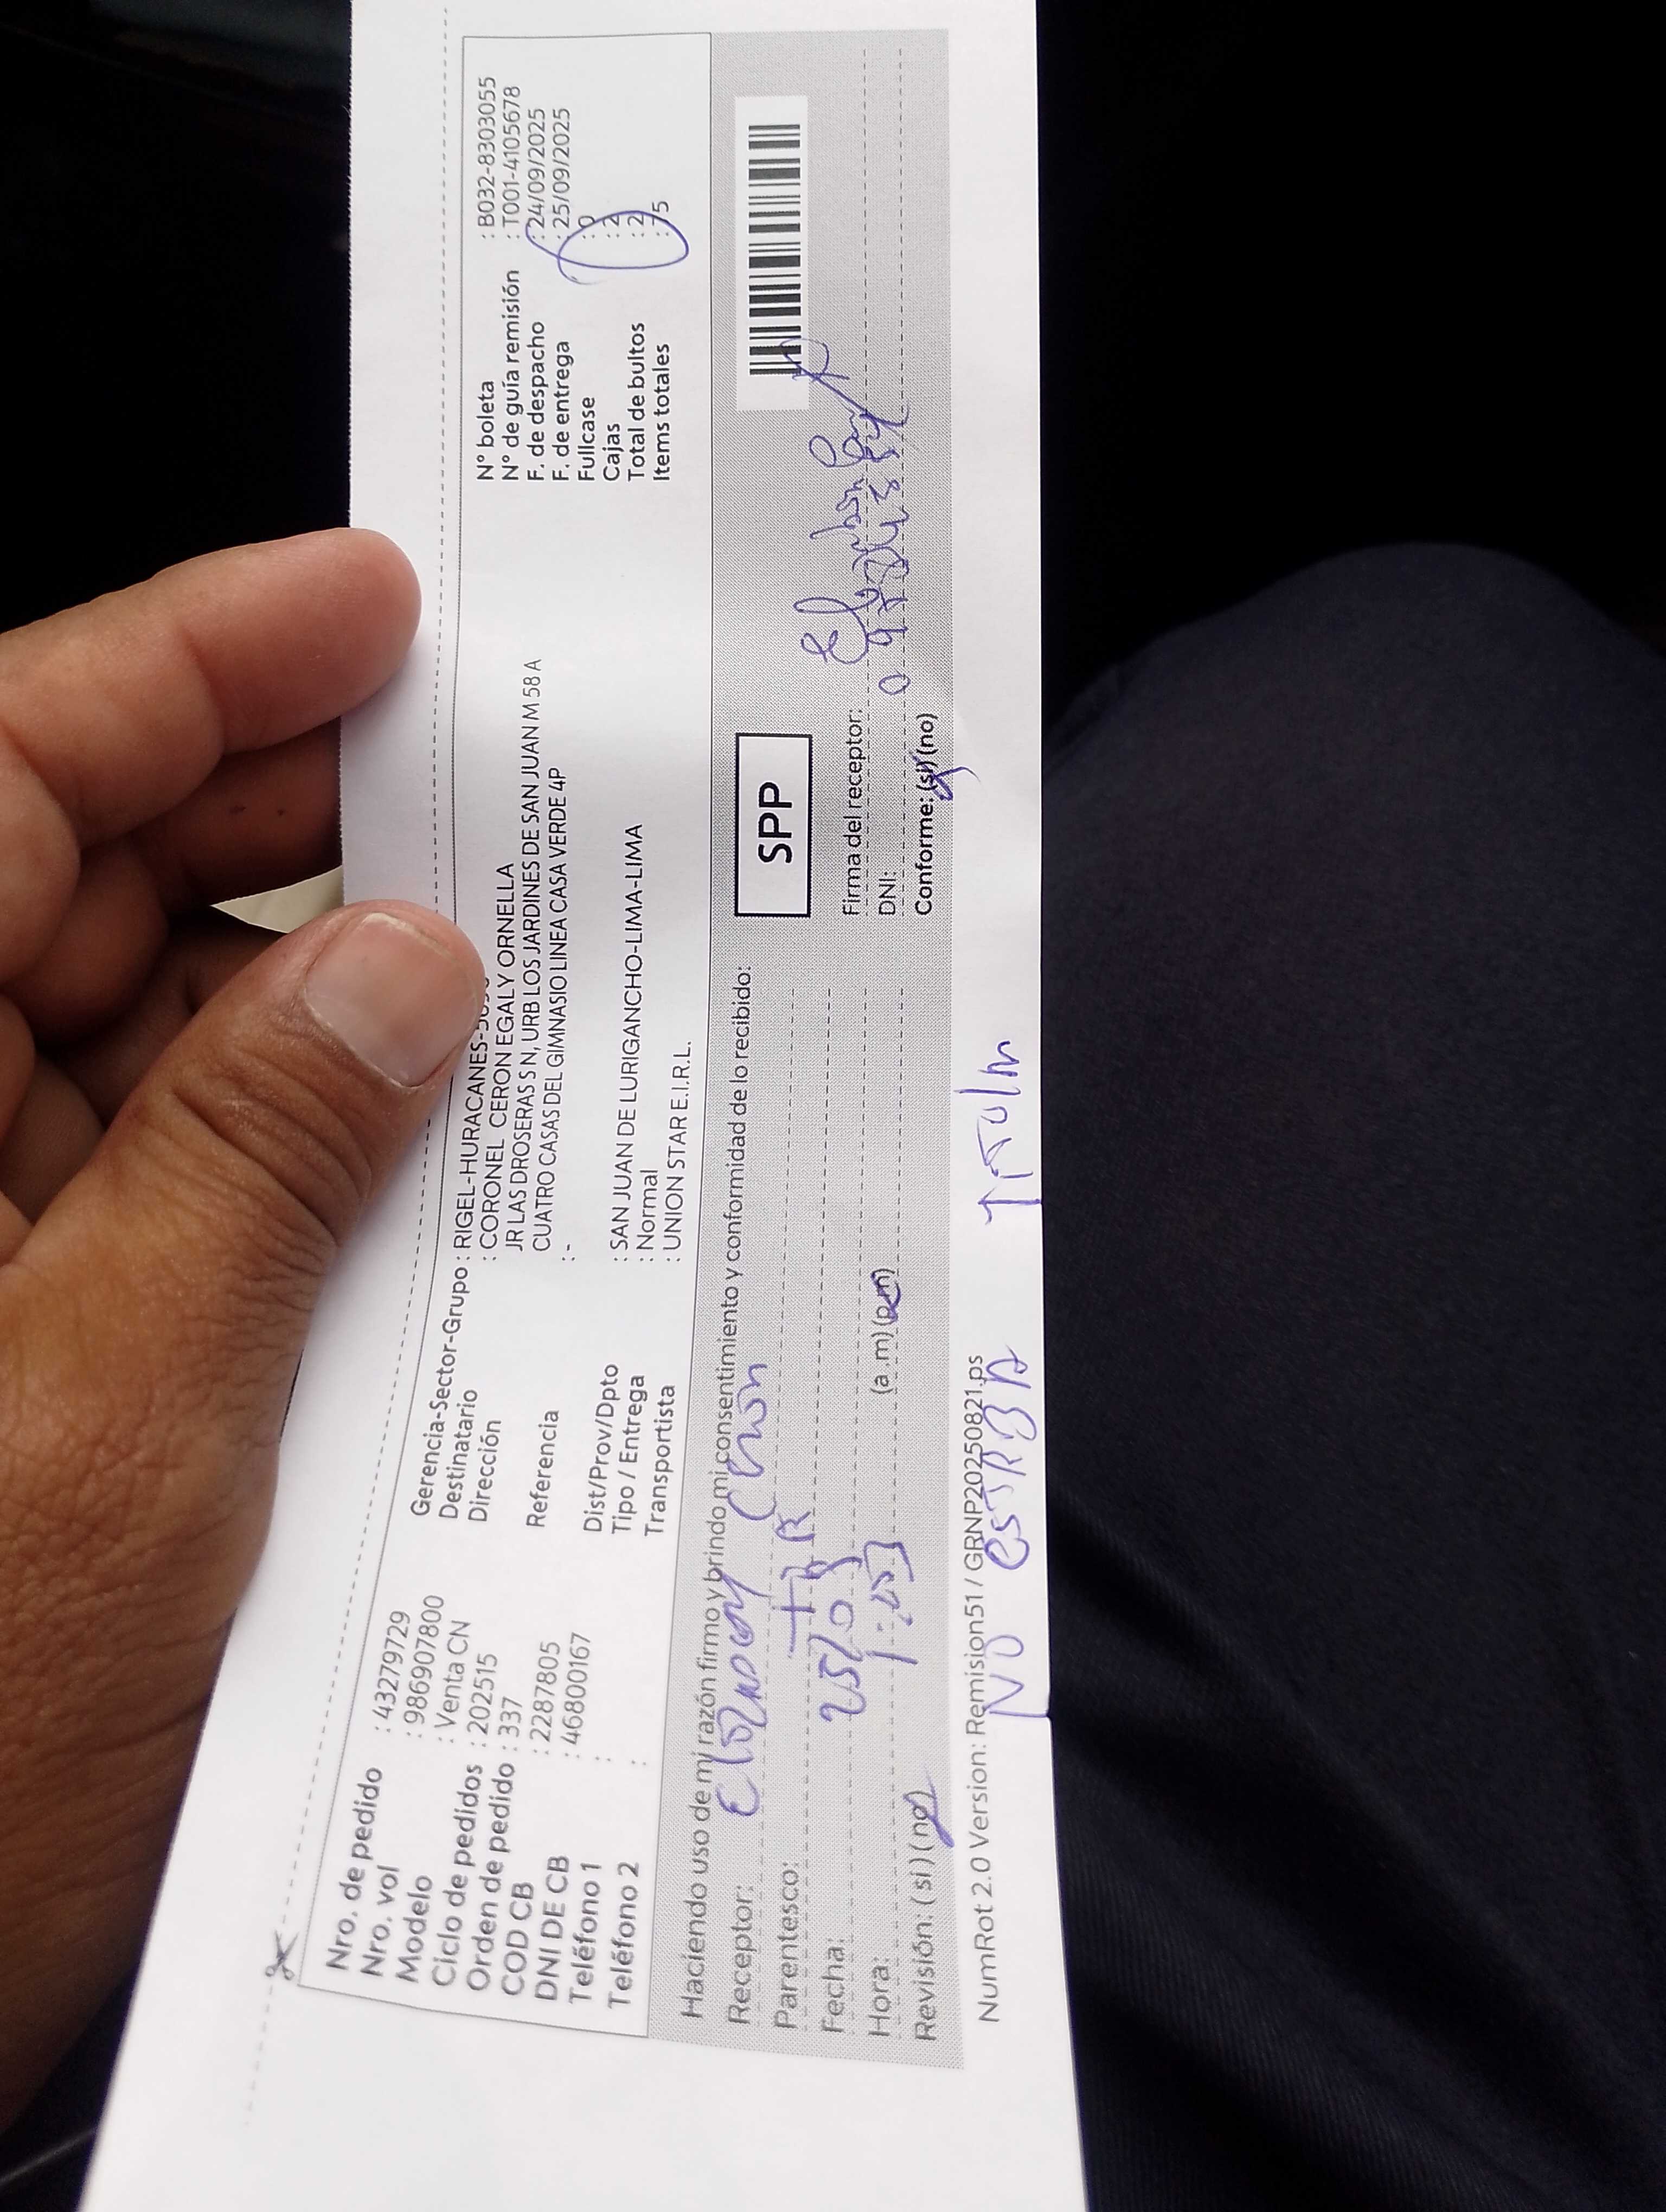 Nro. de pedido : 43279729
Nro. vol : 986907800
Modelo : Venta CN
Ciclo de pedidos : 202515
Orden de pedido : 337
COD CB : 2287805
DNI DE CB : 46800167
Teléfono 1 :
Teléfono 2 :
Gerencia-Sector-Grupo : RIGEL-HURACANES-
Destinatario : CORONEL CERON EGALY ORNELLA
Dirección JR LAS DROSERAS S N, URB LOS JARDINES DE SAN JUAN M 58 A
CUATRO CASAS DEL GIMNASIO LINEA CASA VERDE 4P
Referencia : -
Dist/Prov/Dpto : SAN JUAN DE LURIGANCHO-LIMA-LIMA
Tipo / Entrega : Normal
Transportista : UNION STAR E.I.R.L.
N° boleta : B032-8303055
N° de guía remisión : T001-4105678
F. de despacho : 24/09/2025
F. de entrega : 25/09/2025
Fullcase : 0
Cajas : 2
Total de bultos : 2
Items totales : 75
Haciendo uso de mi razón firmo y brindo mi consentimiento y conformidad de lo recibido:
Receptor: Ceron
Parentesco:
Fecha:
Hora: (a .m) (p.m)
Revisión: (si) (no)
SPP
Firma del receptor:
DNI:
Conforme: (si) (no)
NumRot 2.0 Version: Remision51 / GRNP20250821.ps
NO ESTABA